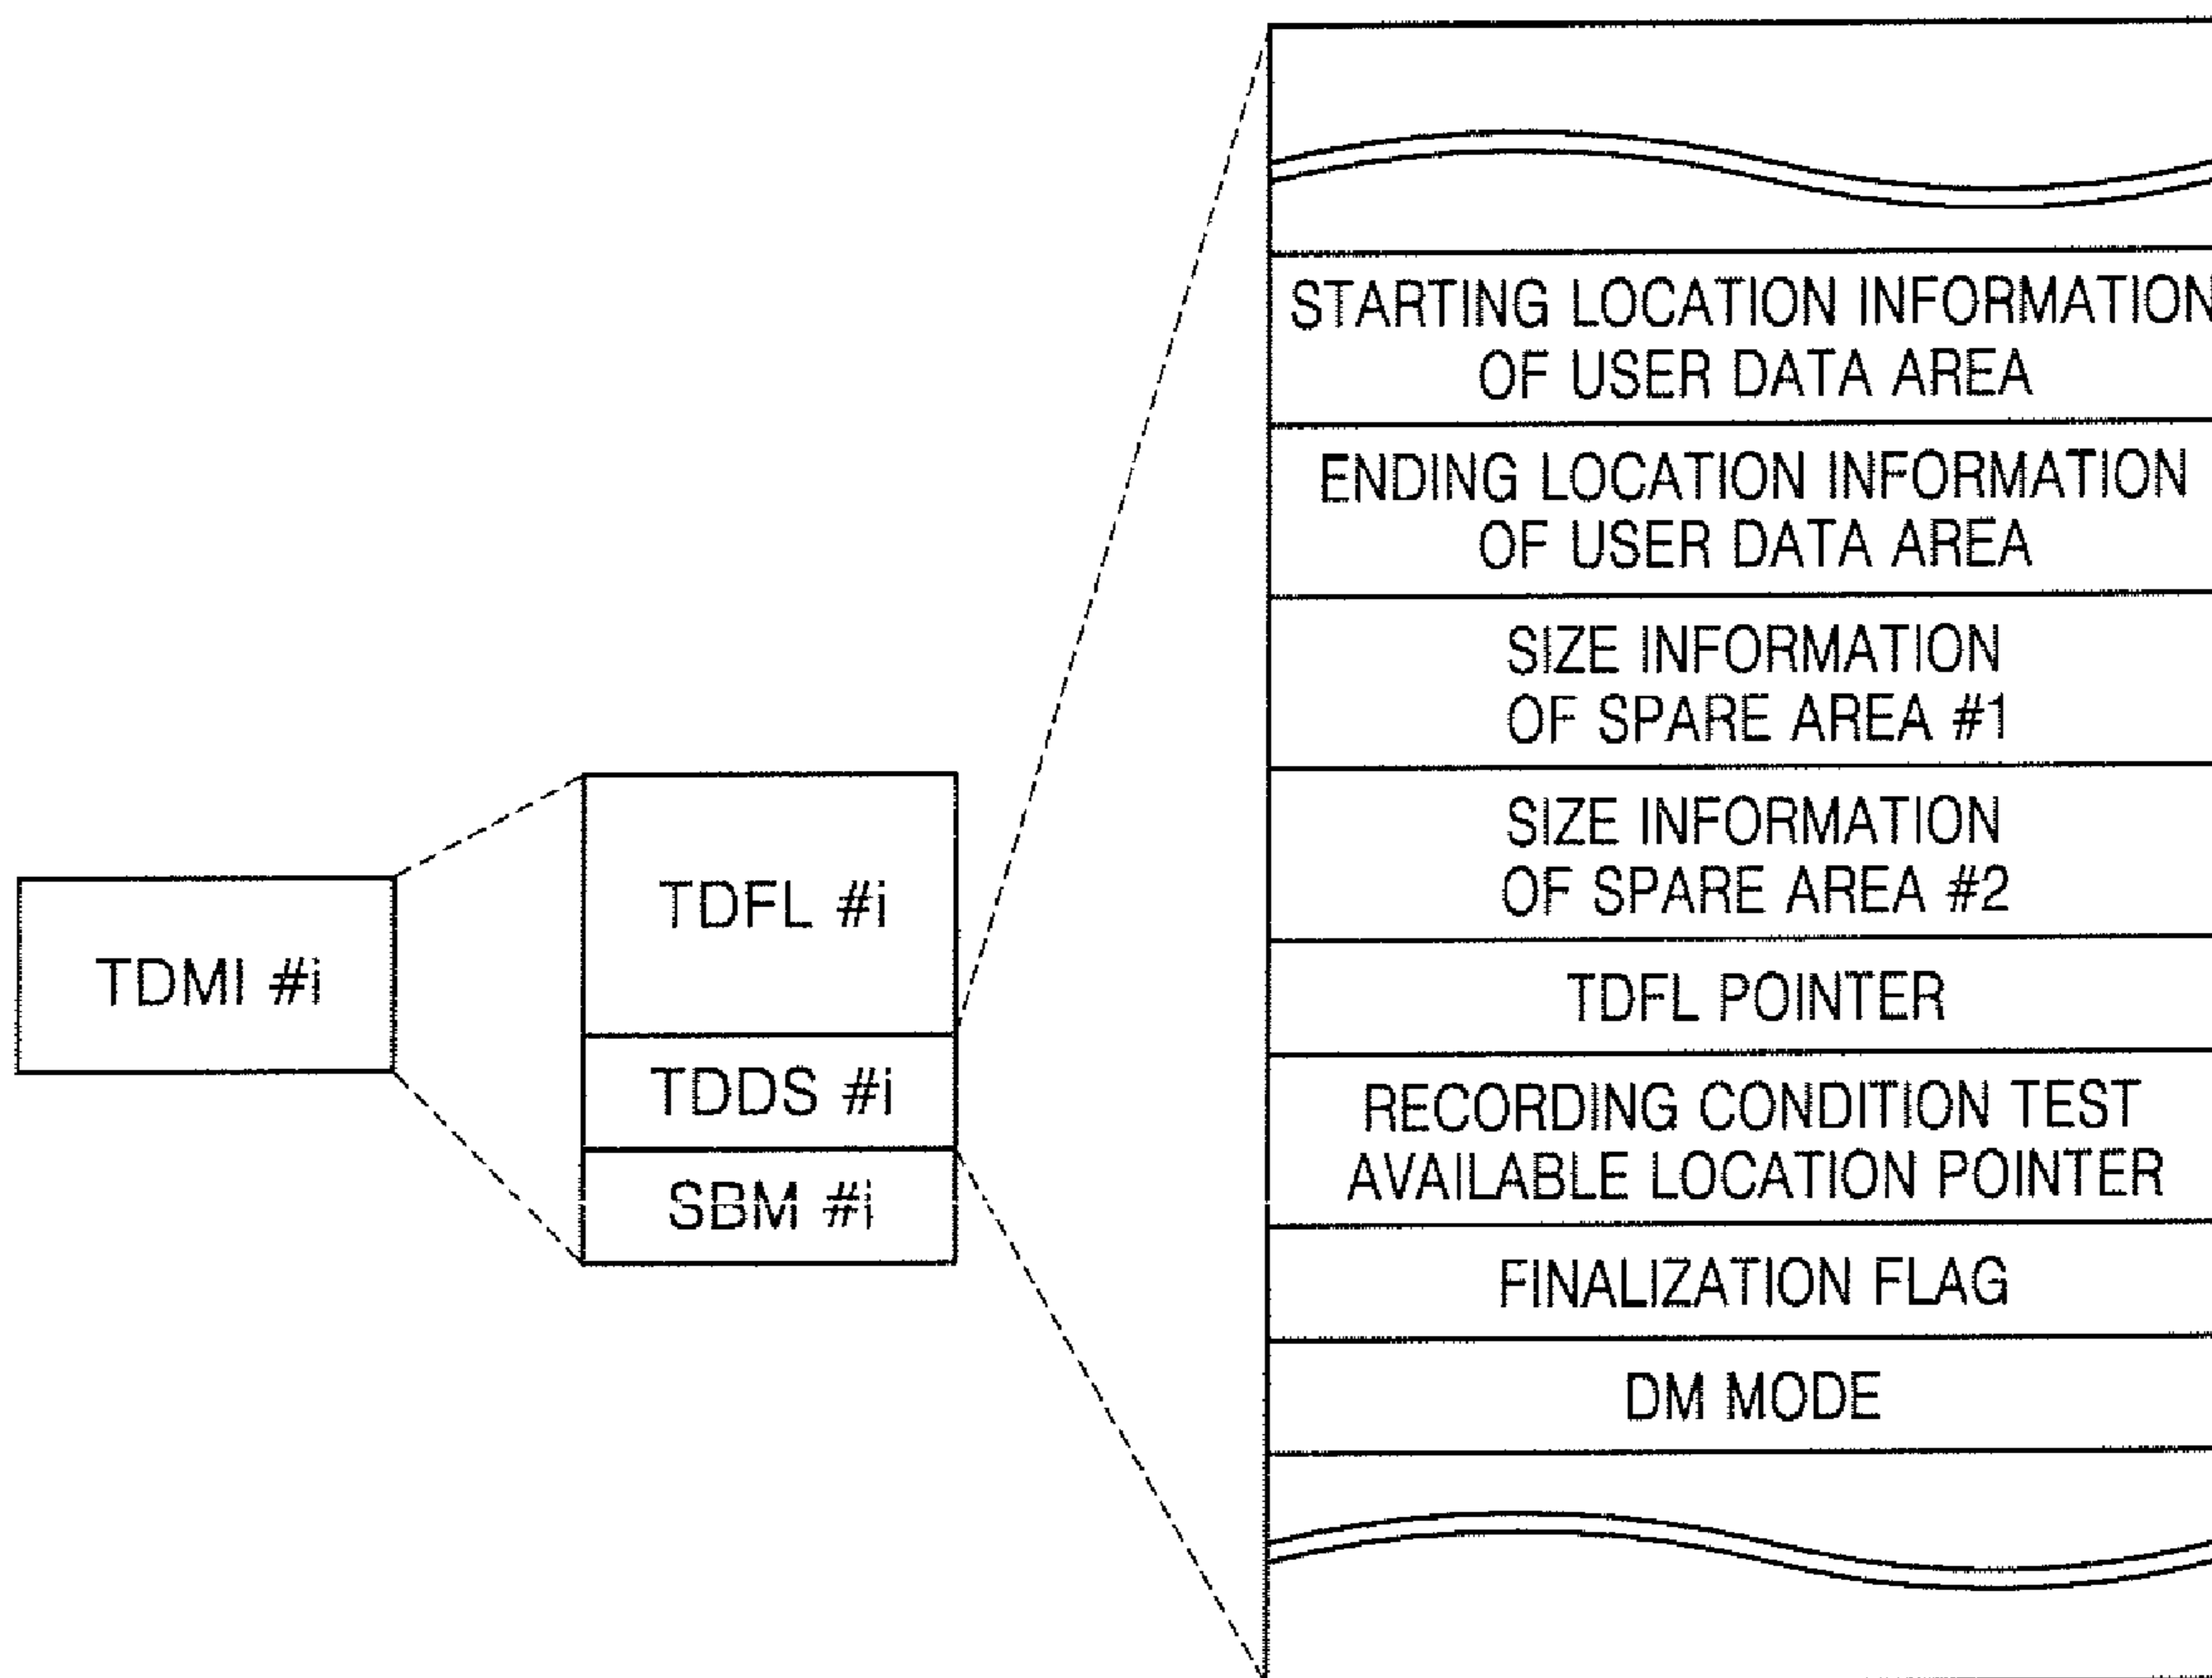 TDMI #i
TDFL #i
TDDS #i
SBM #i
STARTING LOCATION INFORMATION
OF USER DATA AREA
ENDING LOCATION INFORMATION
OF USER DATA AREA
SIZE INFORMATION
OF SPARE AREA #1
SIZE INFORMATION
OF SPARE AREA #2
TDFL POINTER
RECORDING CONDITION TEST
AVAILABLE LOCATION POINTER
FINALIZATION FLAG
DM MODE